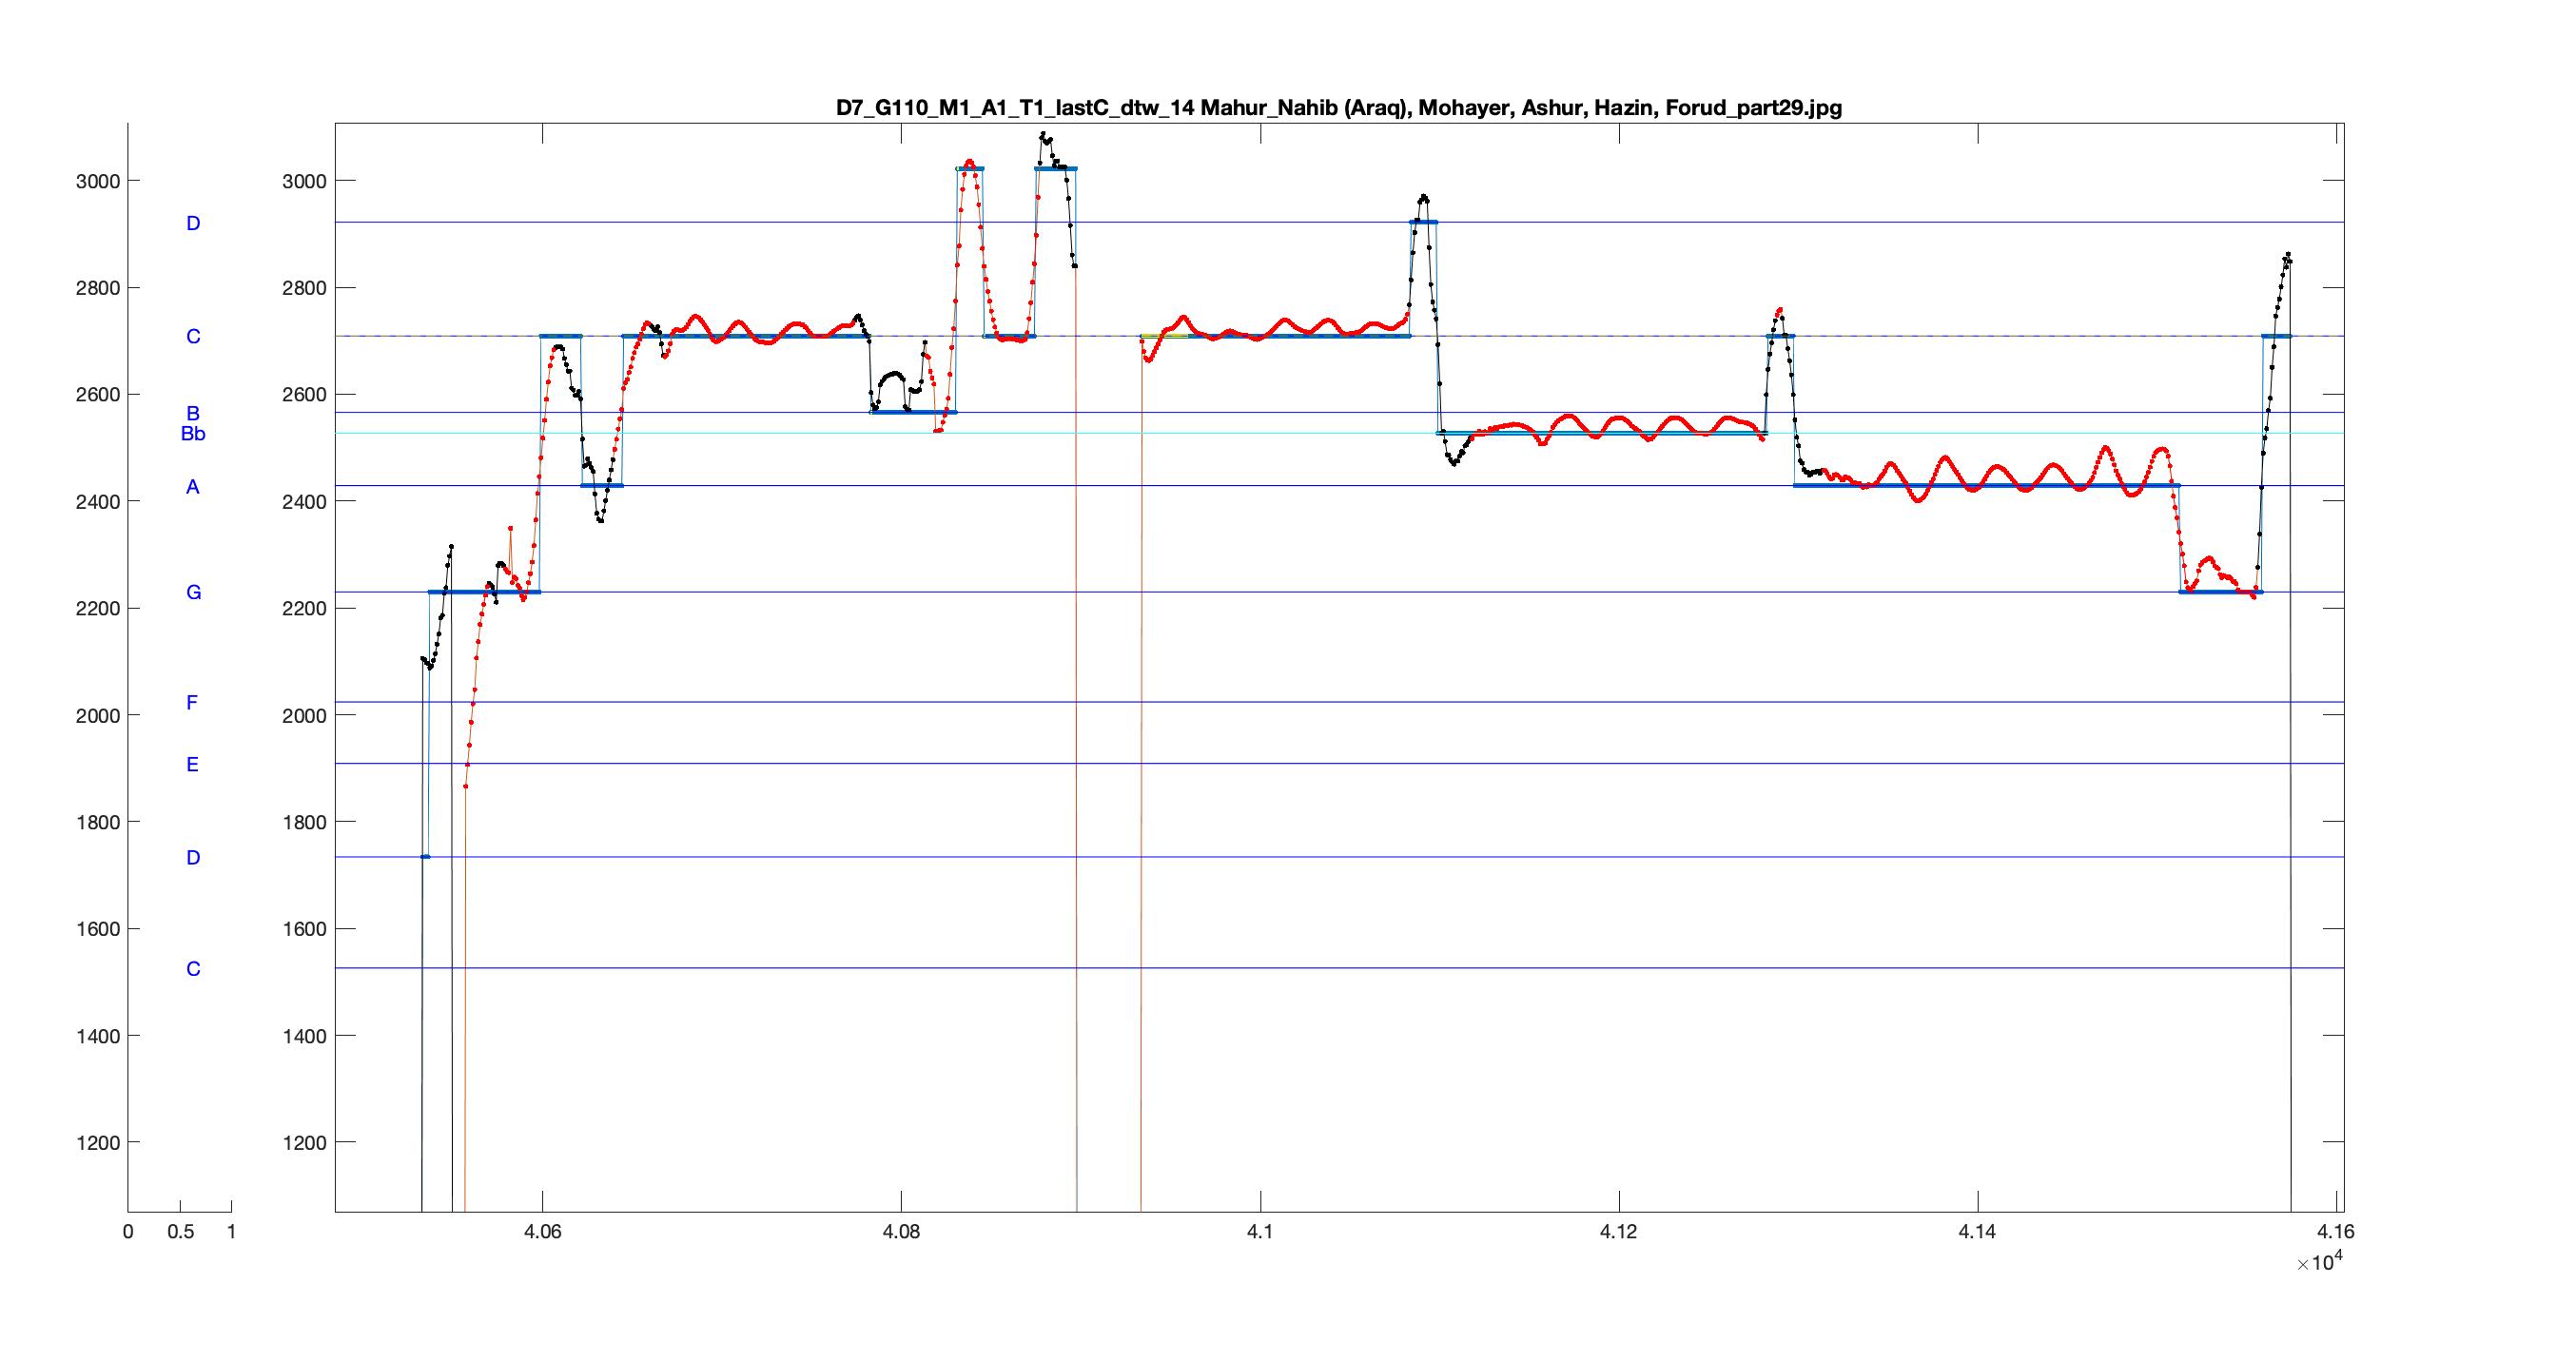 D7_G110_M1_A1_T1_lastC_dtw_14 Mahur_Nahib (Araq), Mohayer, Ashur, Hazin, Forud_part29.jpg
3000 3000
D
2800 2800
C
2600 2600
B
Bb
A
2400 2400
G
2200 2200
F
2000 2000
E
1800 1800
D
1600 1600
C
1400 1400
1200 1200
0 0.5 1 4.06 4.08 4.1 4.12 4.14 4.16
×10^4